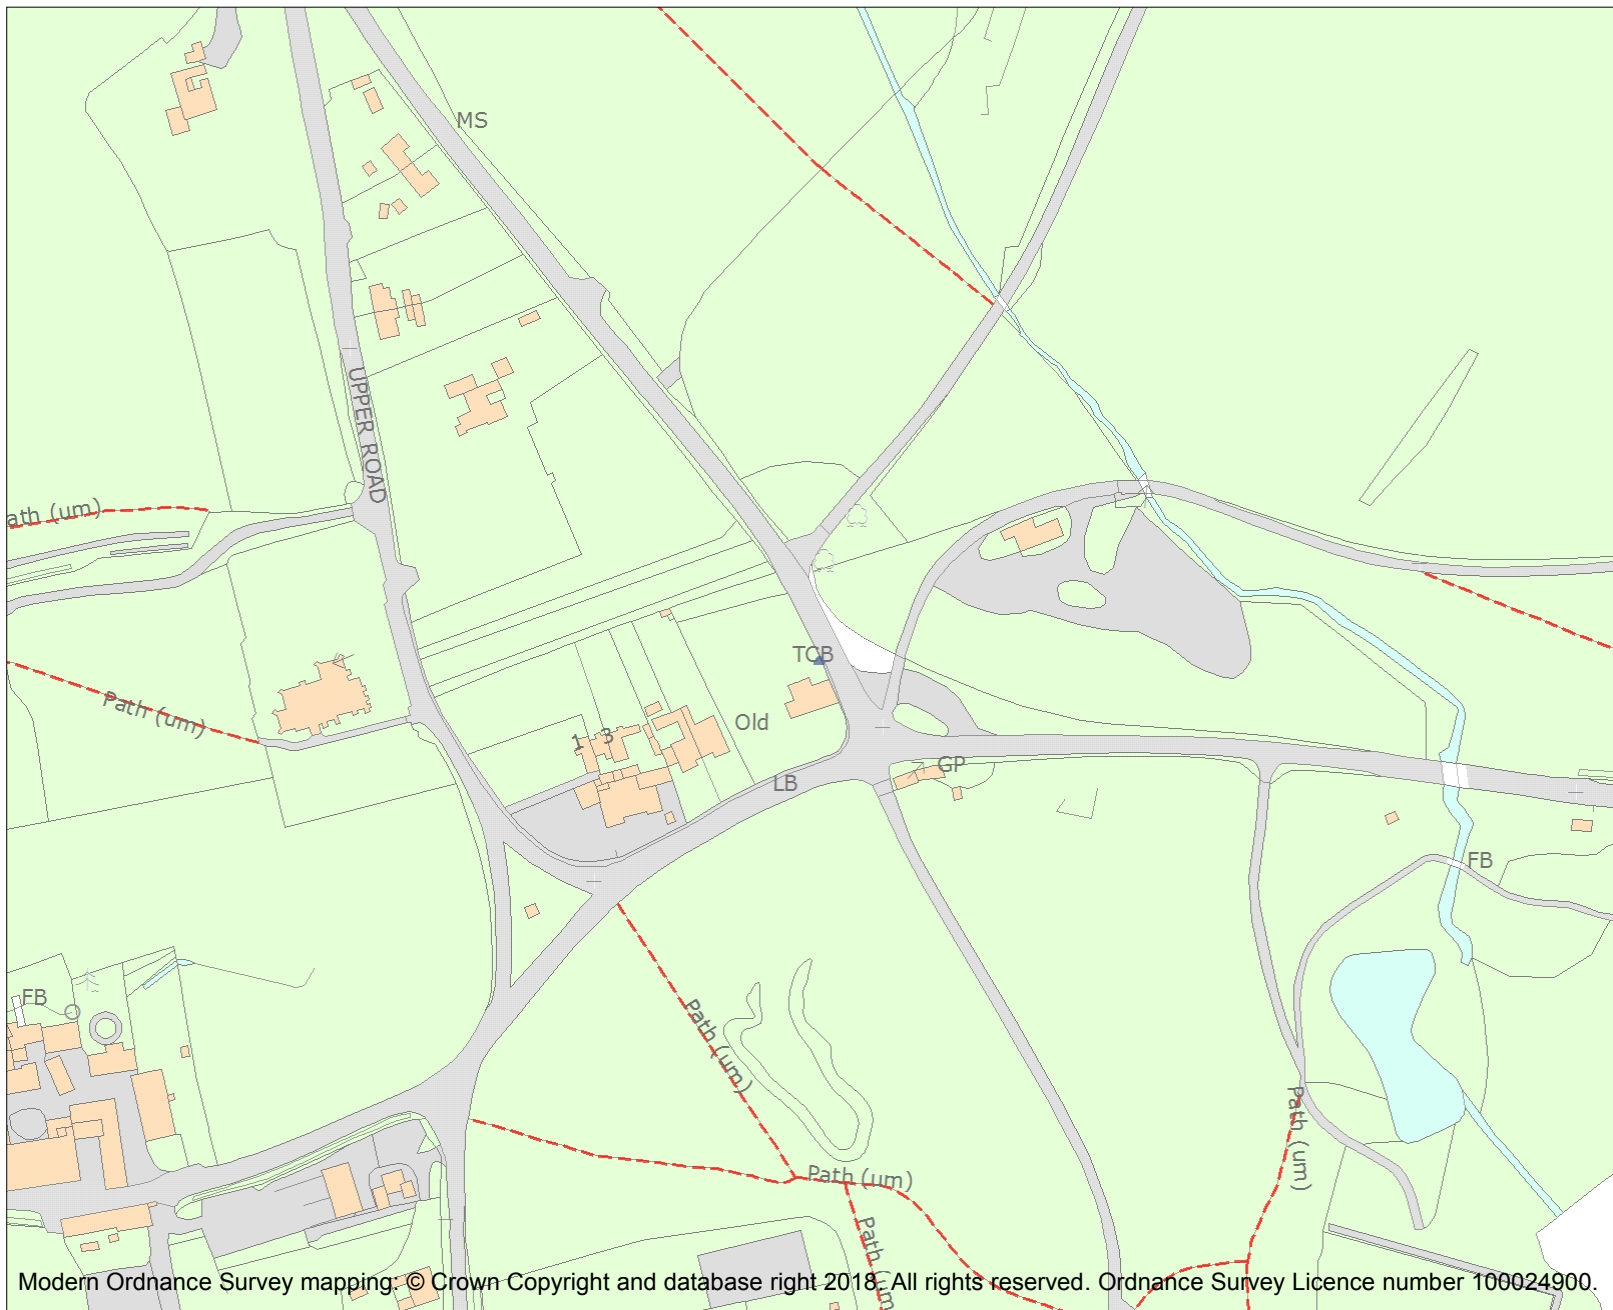 MS
UPPER ROAD
ath (um)
Path (um)
TCB
Old
1 3
LB
GP
FB
FB
Path (um)
Path (um)
Path (um)
Path (um
Modern Ordnance Survey mapping: © Crown Copyright and database right 2018. All rights reserved. Ordnance Survey Licence number 100024900.